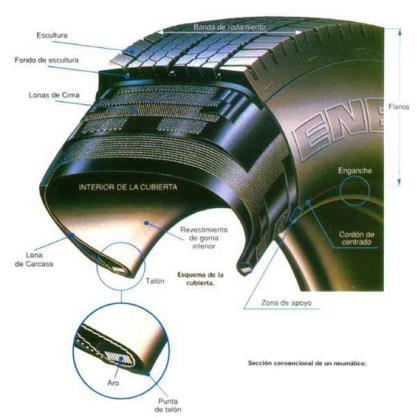 Escultura
Banda de rodamiento
Fondo de escultura
Lonas de Cima
Flanco
ENE
Enganche
INTERIOR DE LA CUBIERTA
Revestimiento
de goma
interior
Cordón de
centrado
Lona
de Carcasa
Talón
Esquema de la
cubierta.
Zona de apoyo
Aro
Punta
de talón
Sección convencional de un neumático.